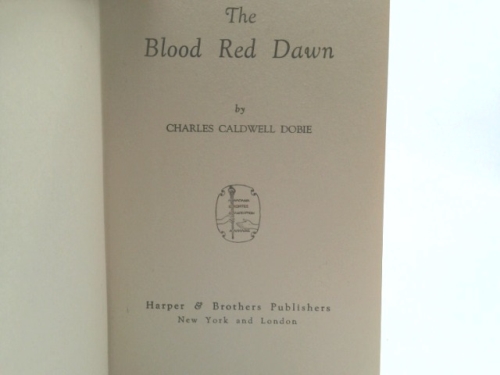 The
Blood Red Dawn
by
CHARLES CALDWELL DOBIE
Harper & Brothers Publishers
New York and London